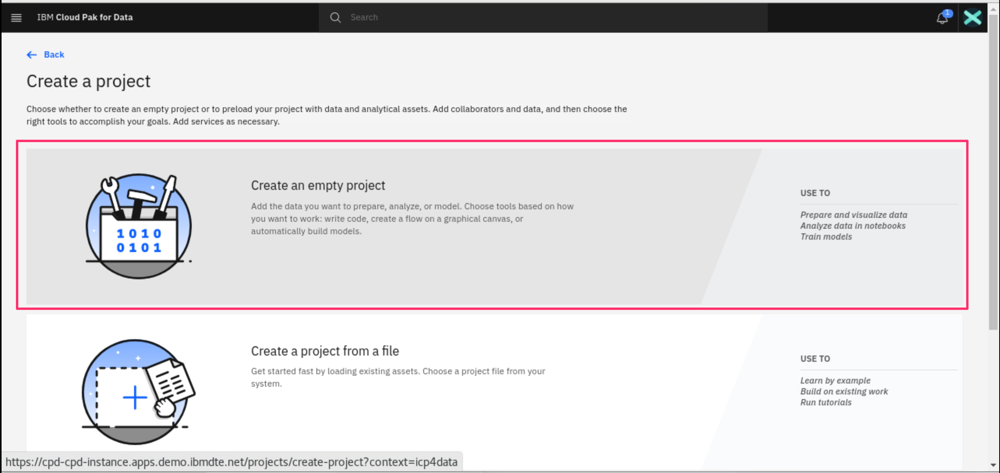 IBM Cloud Pak for Data
Search
1
Back
Create a project
Choose whether to create an empty project or to preload your project with data and analytical assets. Add collaborators and data, and then choose the
right tools to accomplish your goals. Add services as necessary.
1010
0101
Create an empty project
Add the data you want to prepare, analyze, or model. Choose tools based on how
you want to work: write code, create a flow on a graphical canvas, or
automatically build models.
USE TO
Prepare and visualize data
Analyze data in notebooks
Train models
Create a project from a file
Get started fast by loading existing assets. Choose a project file from your
system.
USE TO
Learn by example
Build on existing work
Run tutorials
https://cpd-cpd-instance.apps.demo.ibmdte.net/projects/create-project?context=icp4data